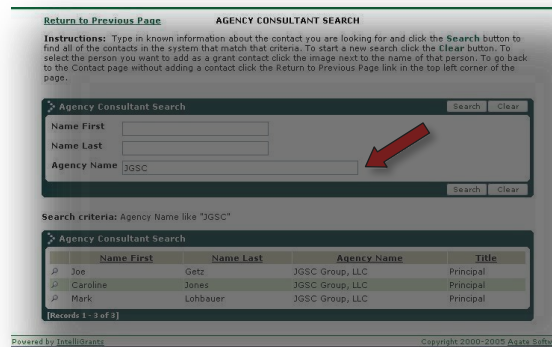 Return to Previous Page AGENCY CONSULTANT SEARCH
Instructions: Type in known information about the contact you are looking for and click the Search button to
find all of the contacts in the system that match that criteria. To start a new search click the Clear button. To
select the person you want to add as a grant contact click the image next to the name of that person. To go back
to the Contact page without adding a contact click the Return to Previous Page link in the top left corner of the
page.
Agency Consultant Search Search Clear
Name First
Name Last
Agency Name JGSC
Search Clear
Search criteria: Agency Name like "JGSC"
Agency Consultant Search
Name First Name Last Agency Name Title
Joe Getz JGSC Group, LLC Principal
Caroline Jones JGSC Group, LLC Principal
Mark Lohbauer JGSC Group, LLC Principal
[Records 1 - 3 of 3]
Powered by IntelliGrants Copyright 2000-2005 Agata Softw